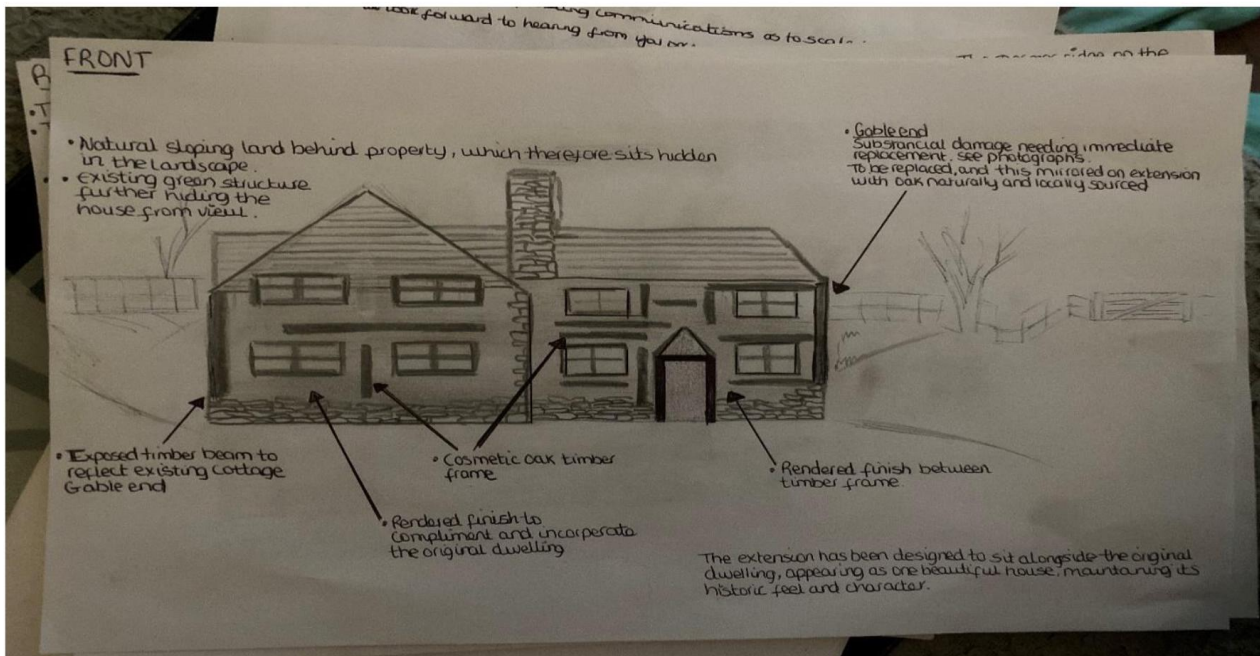 communications as to scale.
look forward to hearing from you on.
on the
FRONT
• Natural sloping land behind property, which therefore sits hidden
in the landscape.
• Existing green structure
further hiding the
house from view.
• Gable end
Substancial damage needing immediate
replacement. see photographs.
To be replaced, and this mirrored on extension
with oak naturally and locally sourced
• Exposed timber beam to
reflect existing cottage
Gable end
• Cosmetic oak timber
frame
• Rendered finish between
timber frame.
• Rendered finish to
compliment and incorperate
the original dwelling
The extension has been designed to sit alongside the original
dwelling, appearing as one beautiful house, maintaning its
historic feel and character.